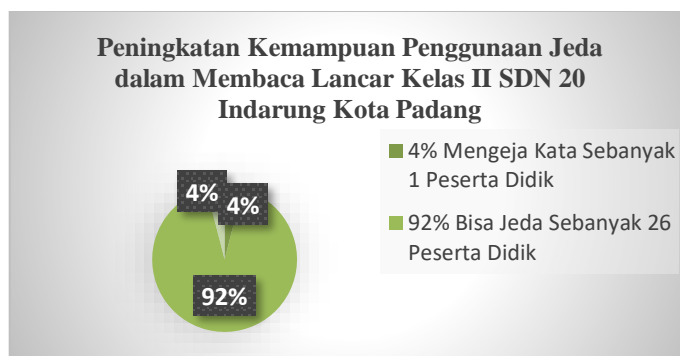 Peningkatan Kemampuan Penggunaan Jeda
dalam Membaca Lancar Kelas II SDN 20
Indarung Kota Padang
4% Mengeja Kata Sebanyak
1 Peserta Didik
92% Bisa Jeda Sebanyak 26
Peserta Didik
4%
4%
92%